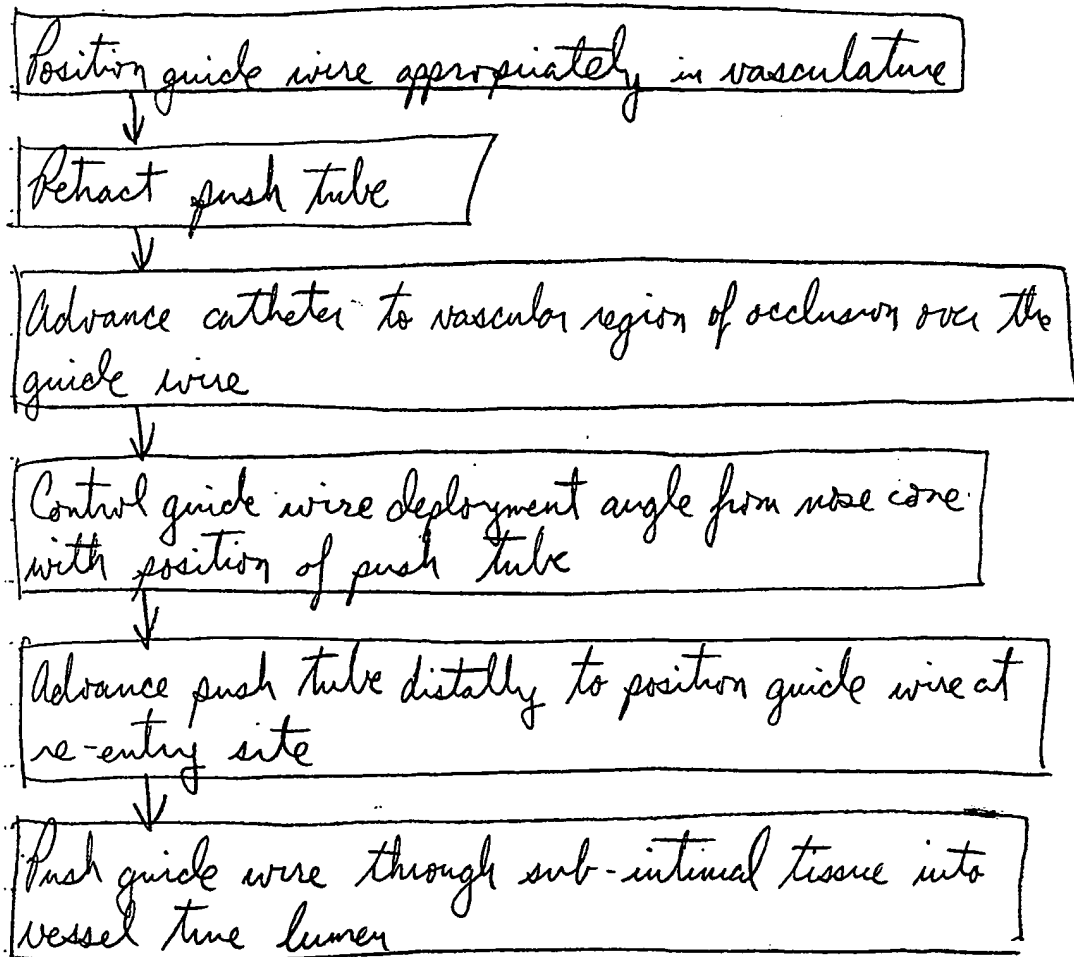 Position guide wire appropriately in vasculature
Retract push tube
Advance catheter to vascular region of occlusion over the
guide wire
Control guide wire deployment angle from nose cone
with position of push tube
Advance push tube distally to position guide wire at
re-entry site
Push guide wire through sub-intimal tissue into
vessel true lumen